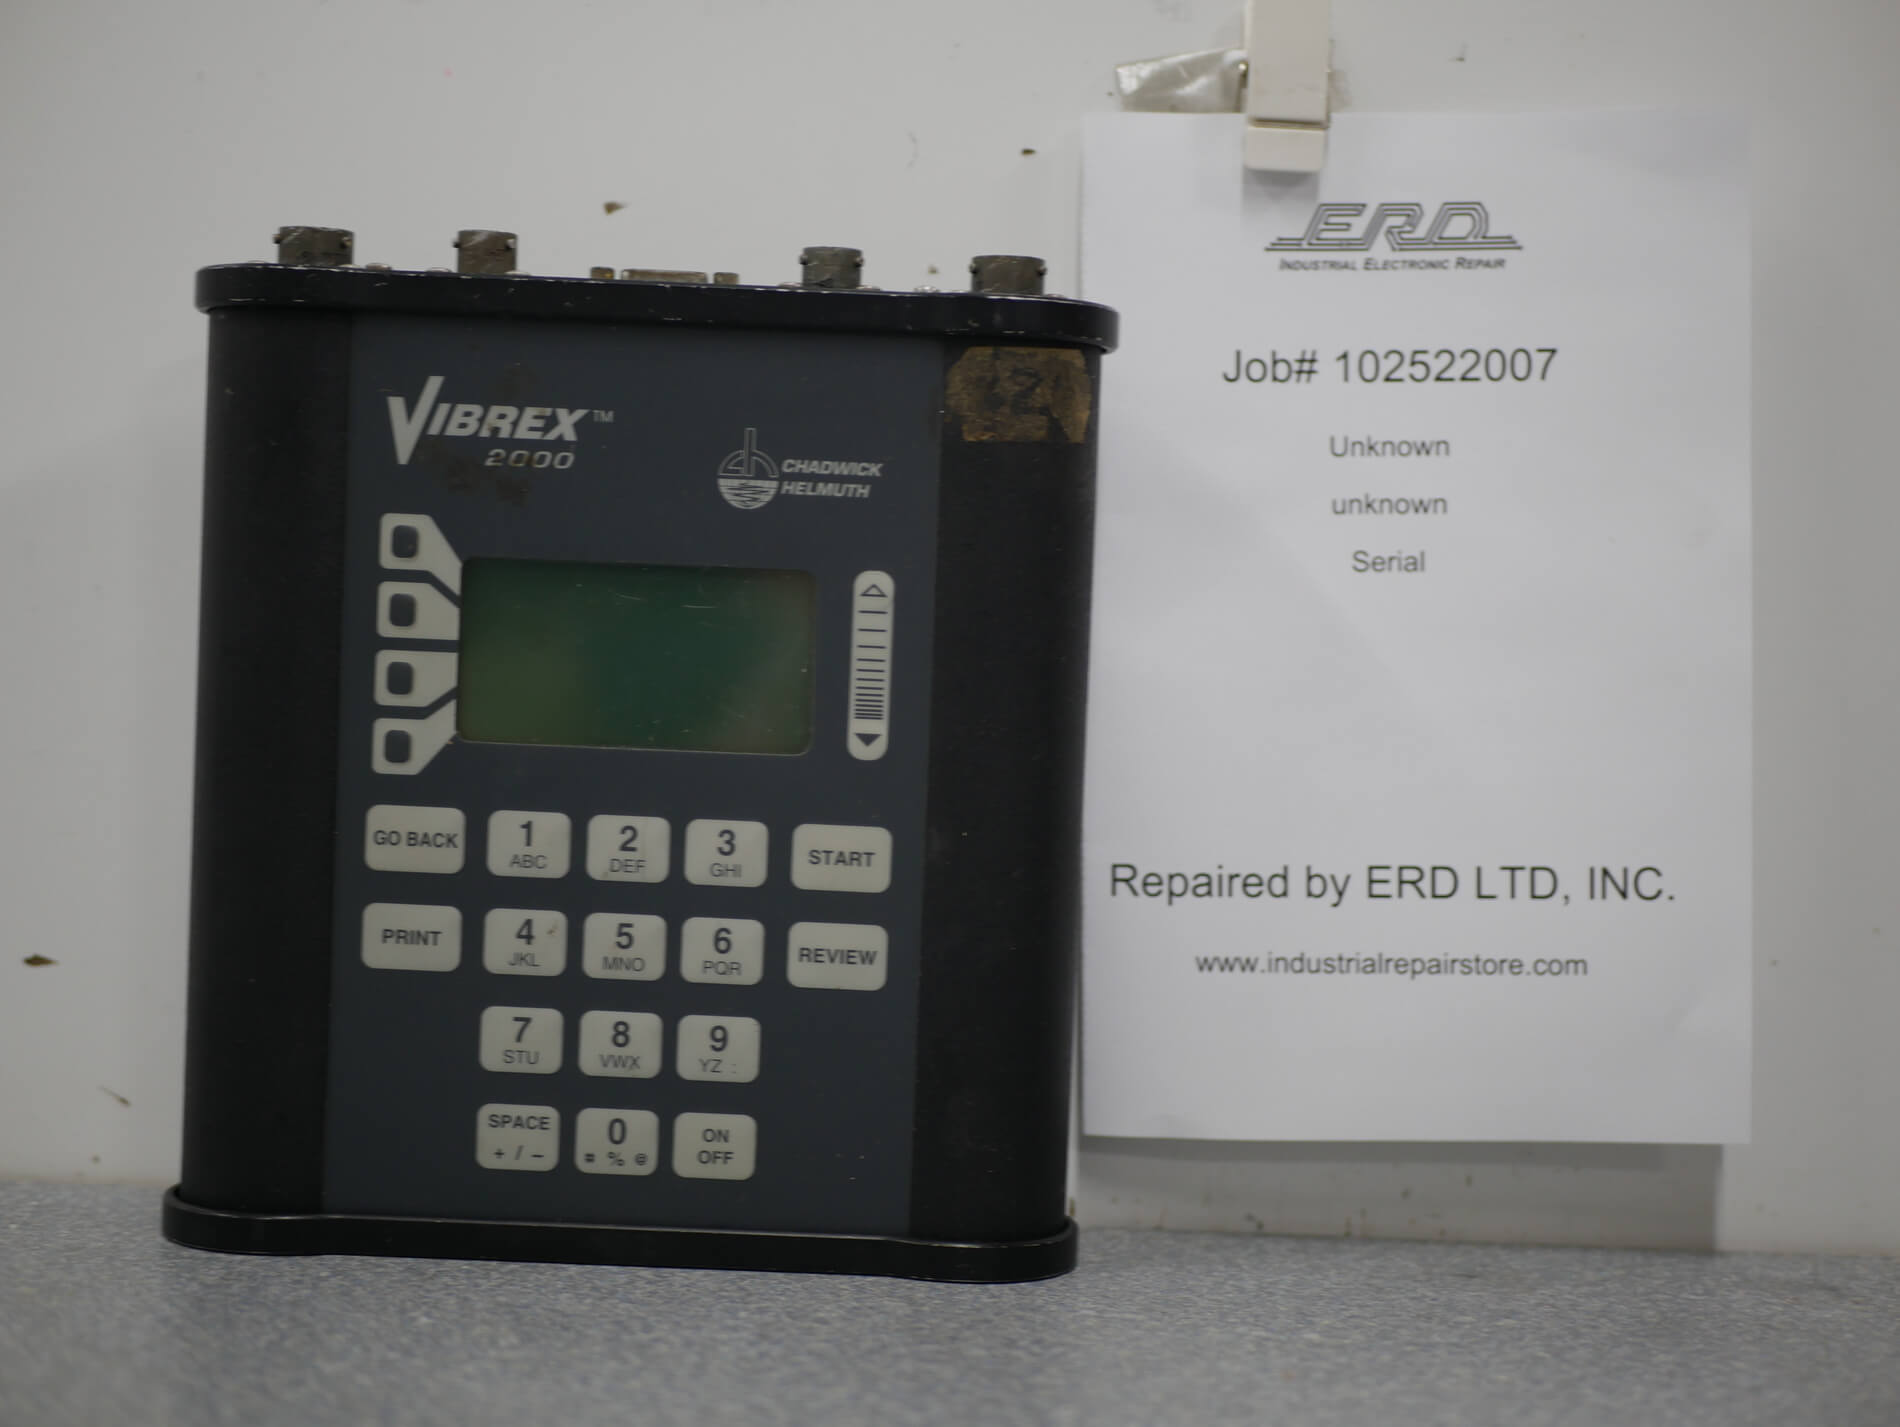 VIBREX™
2000
ch
CHADWICK
HELMUTH
GO BACK
1
ABC
2
DEF
3
GHI
START
PRINT
4
JKL
5
MNO
6
PQR
REVIEW
7
STU
8
VWX
9
YZ :
SPACE
+ / -
0
# % @
ON
OFF
ERD
INDUSTRIAL ELECTRONIC REPAIR
Job# 102522007
Unknown
unknown
Serial
Repaired by ERD LTD, INC.
www.industrialrepairstore.com